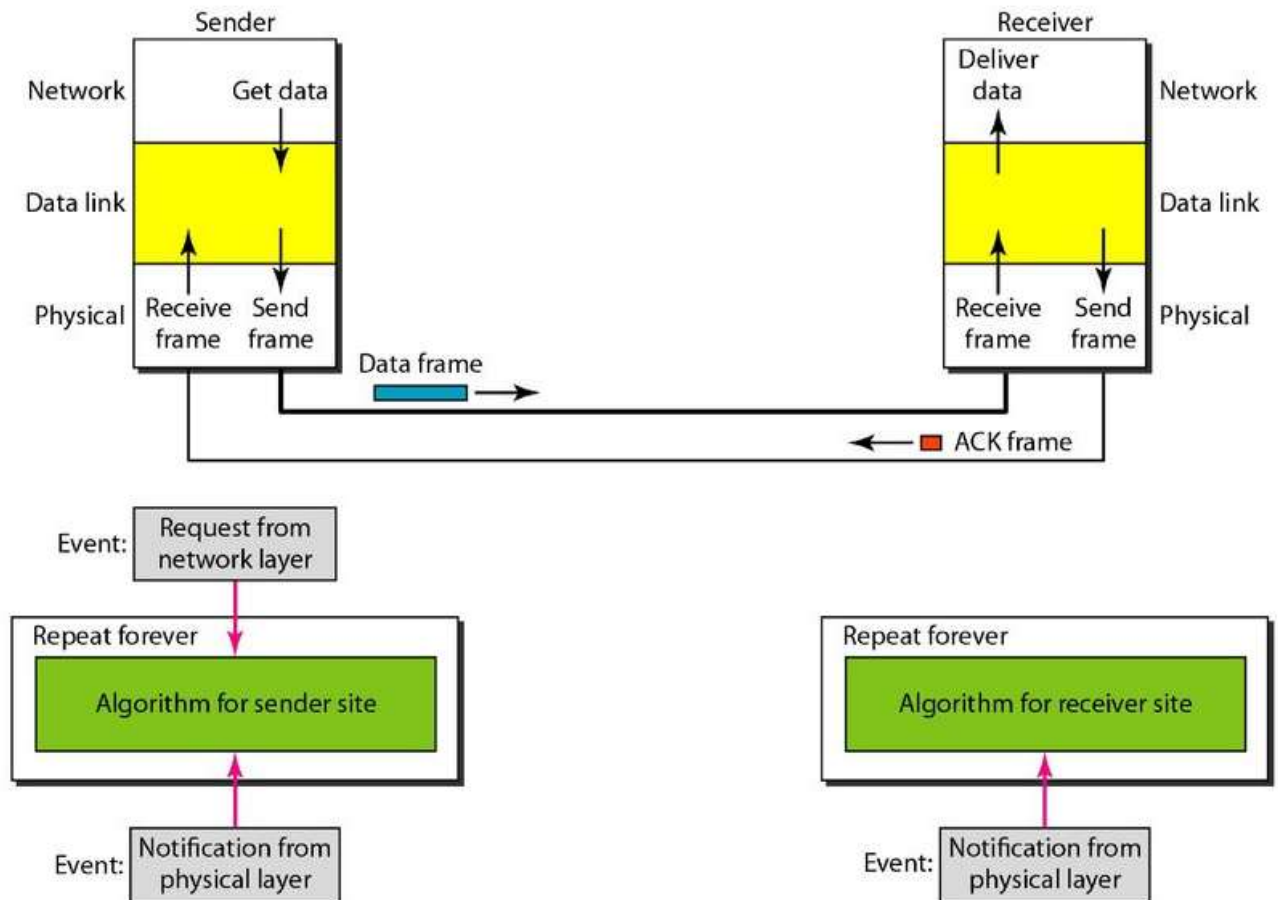 Sender
Receiver
Network
Get data
Deliver
data
Network
Data link
Data link
Physical
Receive
frame
Send
frame
Receive
frame
Send
frame
Physical
Data frame
ACK frame
Event:
Request from
network layer
Repeat forever
Algorithm for sender site
Repeat forever
Algorithm for receiver site
Event:
Notification from
physical layer
Event:
Notification from
physical layer